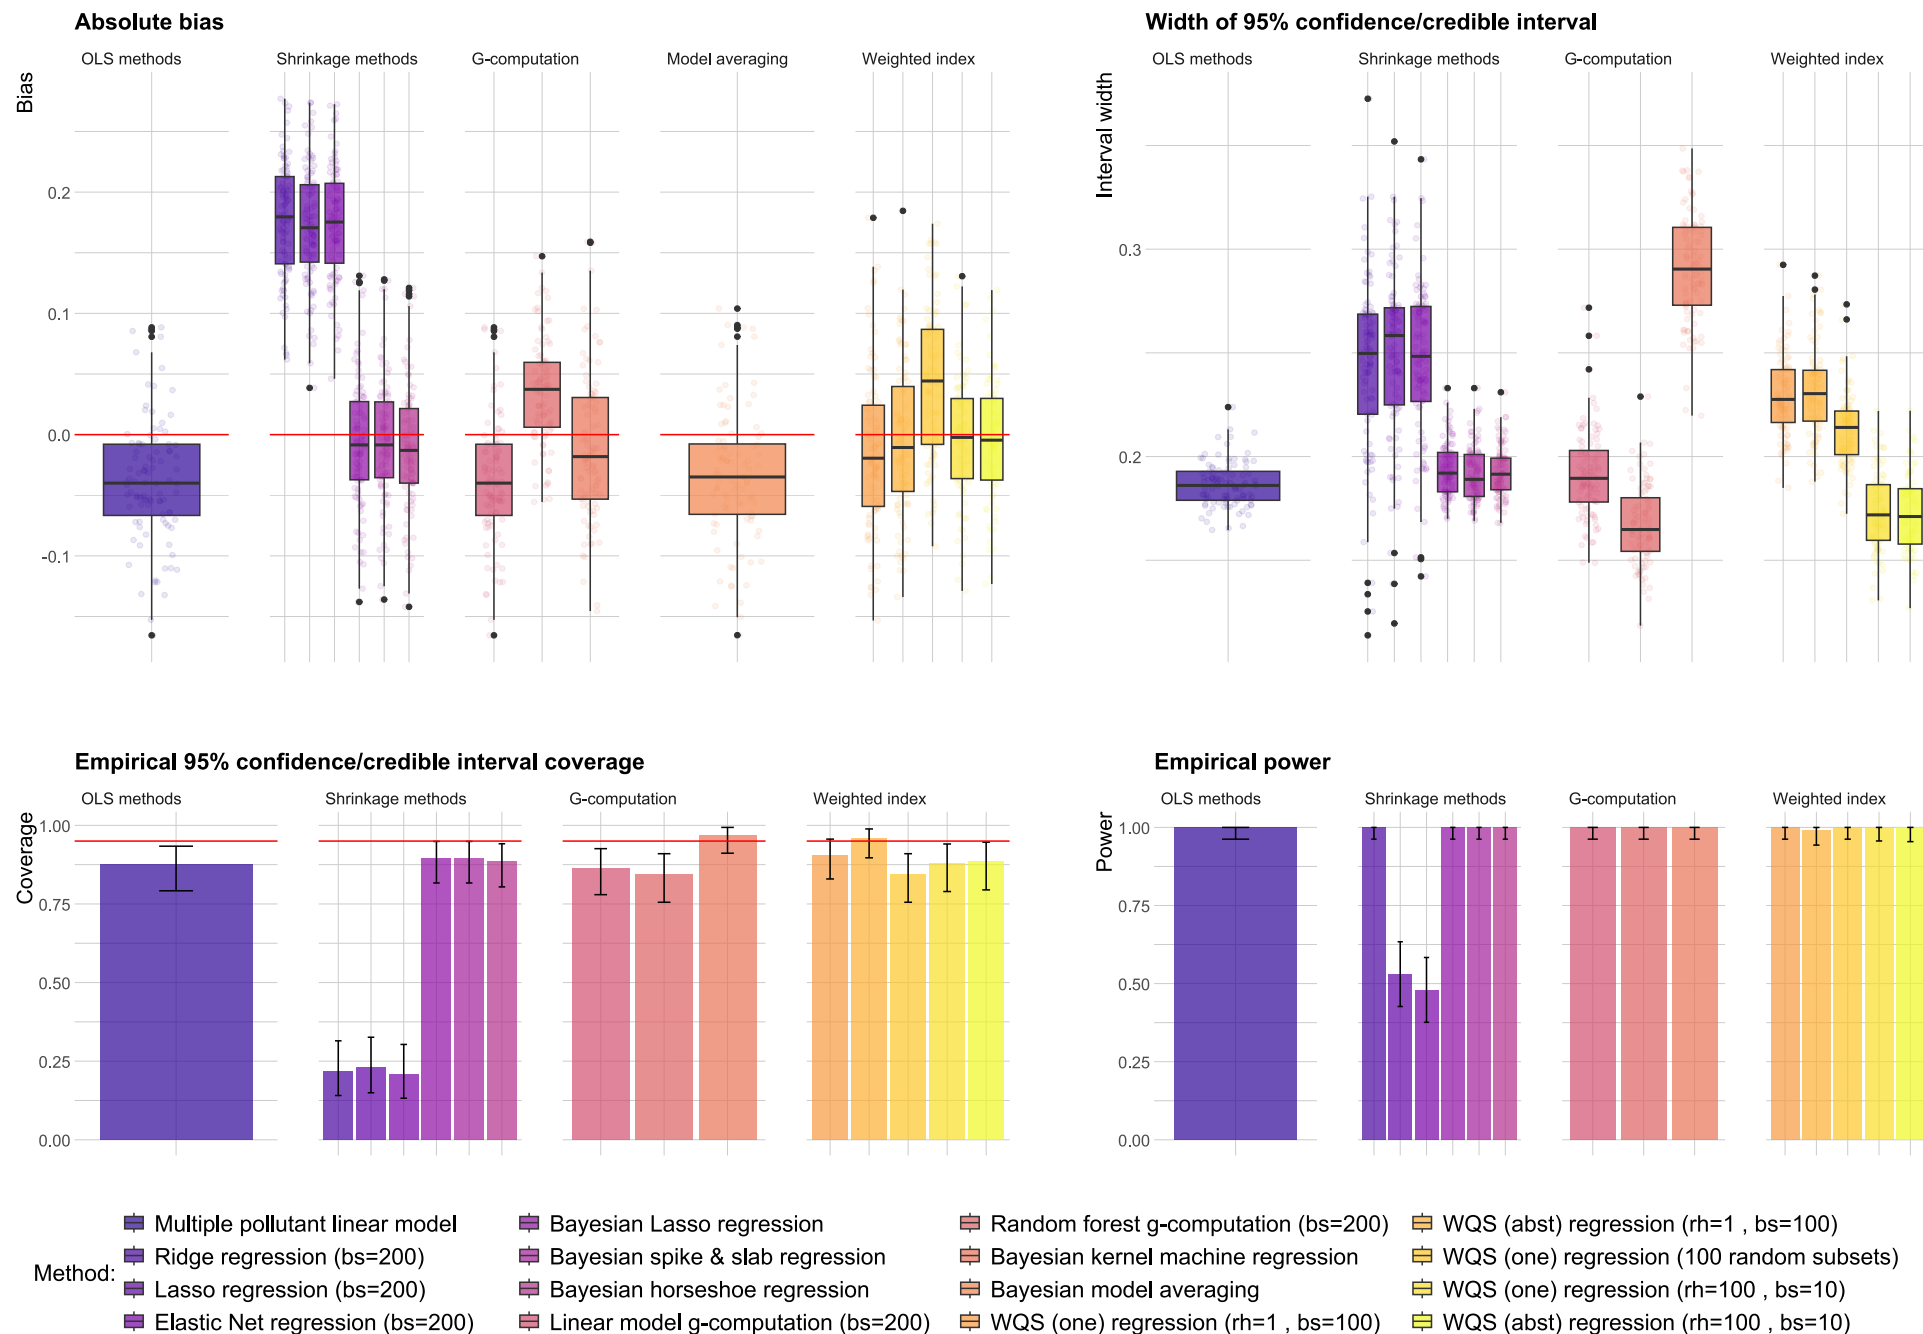 Absolute bias
OLS methods
Shrinkage methods
G-computation
Model averaging
Weighted index
Bias
0.2
0.1
0.0
-0.1
Width of 95% confidence/credible interval
OLS methods
Shrinkage methods
G-computation
Weighted index
Interval width
0.3
0.2
Empirical 95% confidence/credible interval coverage
OLS methods
Shrinkage methods
G-computation
Weighted index
Coverage
1.00
0.75
0.50
0.25
0.00
Empirical power
OLS methods
Shrinkage methods
G-computation
Weighted index
Power
1.00
0.75
0.50
0.25
0.00
Method:
Multiple pollutant linear model
Ridge regression (bs=200)
Lasso regression (bs=200)
Elastic Net regression (bs=200)
Bayesian Lasso regression
Bayesian spike & slab regression
Bayesian horseshoe regression
Linear model g-computation (bs=200)
Random forest g-computation (bs=200)
Bayesian kernel machine regression
Bayesian model averaging
WQS (one) regression (rh=1 , bs=100)
WQS (abst) regression (rh=1 , bs=100)
WQS (one) regression (100 random subsets)
WQS (one) regression (rh=100 , bs=10)
WQS (abst) regression (rh=100 , bs=10)